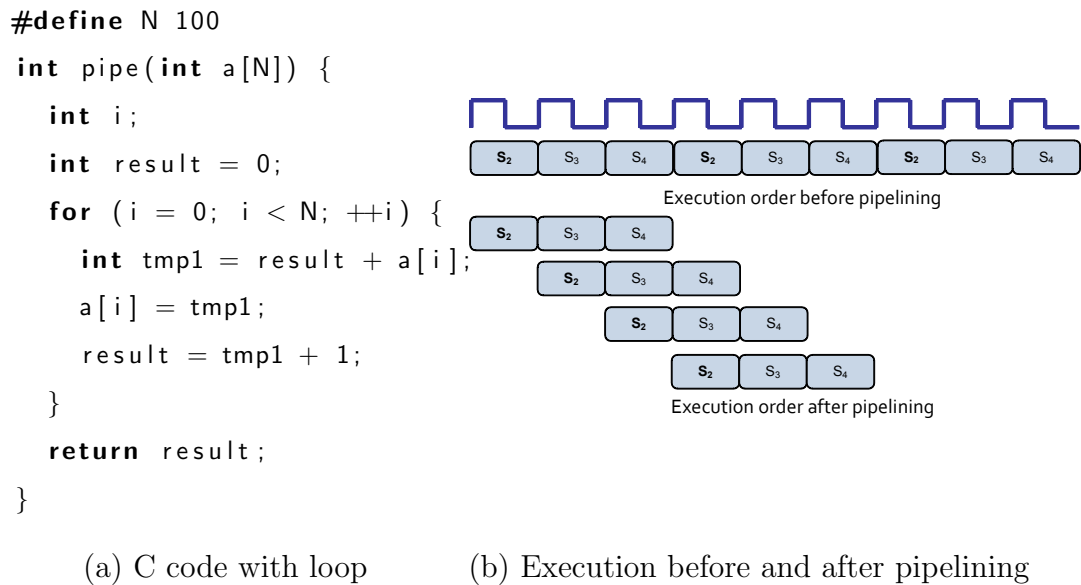 #define N 100
int pipe(int a[N]) {
int i;
int result = 0;
for (i = 0; i < N; ++i) {
int tmp1 = result + a[i];
a[i] = tmp1;
result = tmp1 + 1;
}
return result;
}
S₂ S₃ S₄ S₂ S₃ S₄ S₂ S₃ S₄
Execution order before pipelining
S₂ S₃ S₄
S₂ S₃ S₄
S₂ S₃ S₄
S₂ S₃ S₄
Execution order after pipelining
(a) C code with loop
(b) Execution before and after pipelining